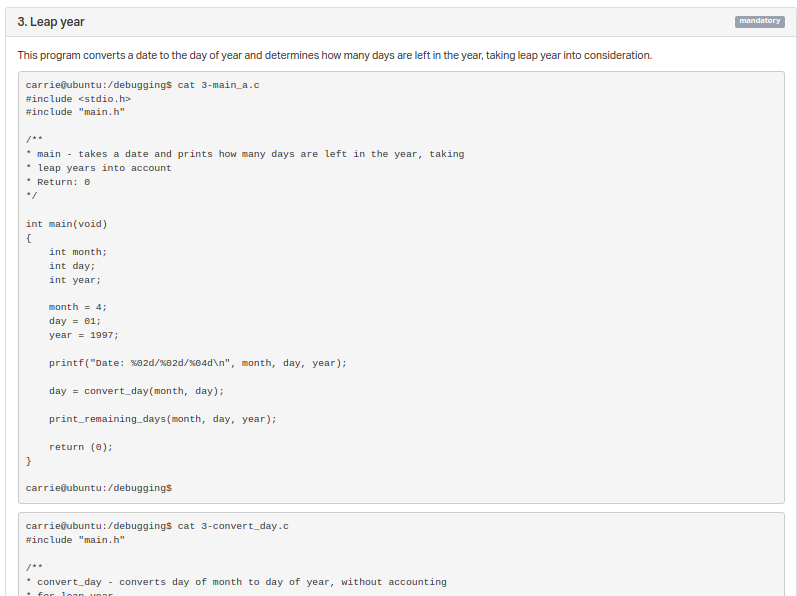 3. Leap year
mandatory
This program converts a date to the day of year and determines how many days are left in the year, taking leap year into consideration.
carrie@ubuntu:/debugging$ cat 3-main_a.c
#include <stdio.h>
#include "main.h"
/**
* main - takes a date and prints how many days are left in the year, taking
* leap years into account
* Return: 0
*/
int main(void)
{
    int month;
    int day;
    int year;
    month = 4;
    day = 01;
    year = 1997;
    printf("Date: %02d/%02d/%04d\n", month, day, year);
    day = convert_day(month, day);
    print_remaining_days(month, day, year);
    return (0);
}
carrie@ubuntu:/debugging$
carrie@ubuntu:/debugging$ cat 3-convert_day.c
#include "main.h"
/**
* convert_day - converts day of month to day of year, without accounting
* for leap year